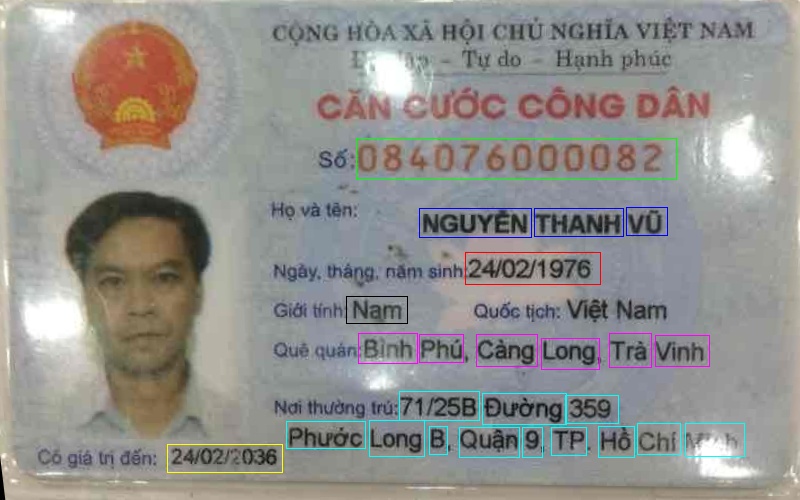 CỘNG HÒA XÃ HỘI CHỦ NGHĨA VIỆT NAM
Độc lập - Tự do - Hạnh phúc
CĂN CƯỚC CÔNG DÂN
Số: 084076000082
Họ và tên: NGUYỄN THANH VŨ
Ngày, tháng, năm sinh: 24/02/1976
Giới tính: Nam Quốc tịch: Việt Nam
Quê quán: Bình Phú, Càng Long, Trà Vinh
Nơi thường trú: 71/25B Đường 359
Phước Long B, Quận 9, TP. Hồ Chí Minh
Có giá trị đến: 24/02/2036